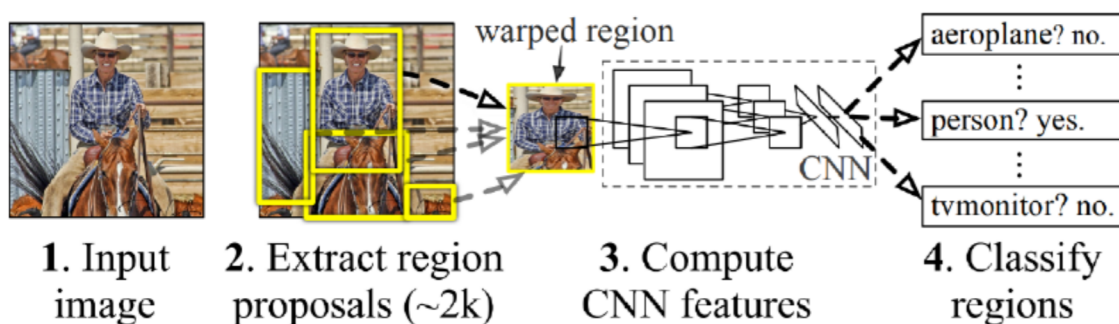 warped region
aeroplane? no.
person? yes.
CNN
tvmonitor? no.
1. Input
image
2. Extract region
proposals (~2k)
3. Compute
CNN features
4. Classify
regions